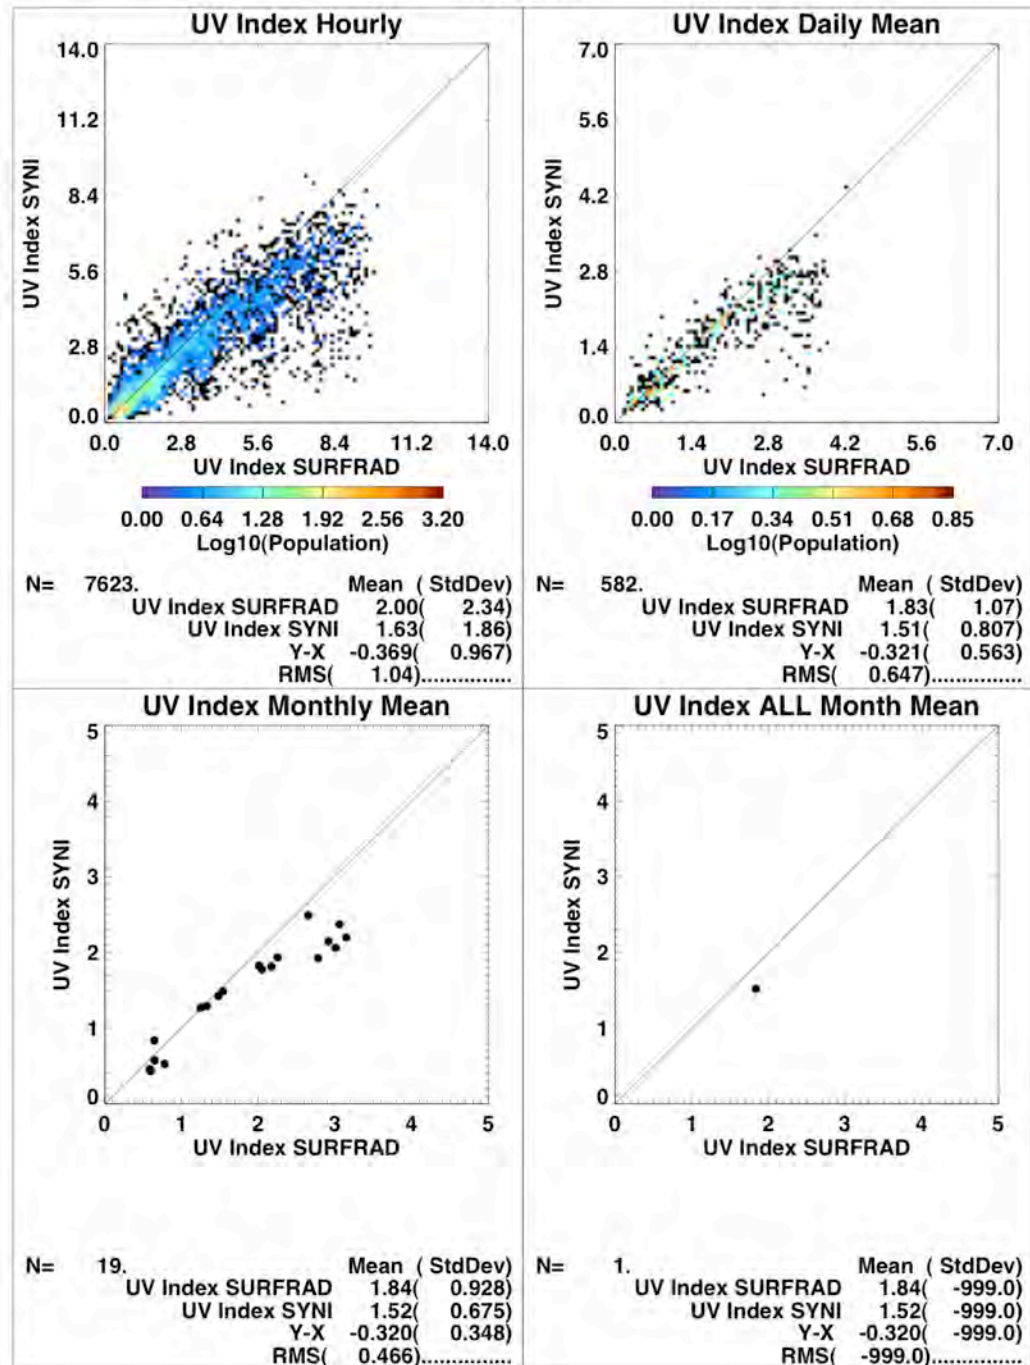 UV Index Hourly
14.0
11.2
8.4
5.6
2.8
0.0
UV Index SYNI
0.0 2.8 5.6 8.4 11.2 14.0
UV Index SURFRAD
0.00 0.64 1.28 1.92 2.56 3.20
Log10(Population)
N= 7623. Mean ( StdDev)
UV Index SURFRAD 2.00( 2.34)
UV Index SYNI 1.63( 1.86)
Y-X -0.369( 0.967)
RMS( 1.04)...............
UV Index Daily Mean
7.0
5.6
4.2
2.8
1.4
0.0
UV Index SYNI
0.0 1.4 2.8 4.2 5.6 7.0
UV Index SURFRAD
0.00 0.17 0.34 0.51 0.68 0.85
Log10(Population)
N= 582. Mean ( StdDev)
UV Index SURFRAD 1.83( 1.07)
UV Index SYNI 1.51( 0.807)
Y-X -0.321( 0.563)
RMS( 0.647)...............
UV Index Monthly Mean
5
4
3
2
1
0
UV Index SYNI
0 1 2 3 4 5
UV Index SURFRAD
N= 19. Mean ( StdDev)
UV Index SURFRAD 1.84( 0.928)
UV Index SYNI 1.52( 0.675)
Y-X -0.320( 0.348)
RMS( 0.466)...............
UV Index ALL Month Mean
5
4
3
2
1
0
UV Index SYNI
0 1 2 3 4 5
UV Index SURFRAD
N= 1. Mean ( StdDev)
UV Index SURFRAD 1.84( -999.0)
UV Index SYNI 1.52( -999.0)
Y-X -0.320( -999.0)
RMS( -999.0)...............